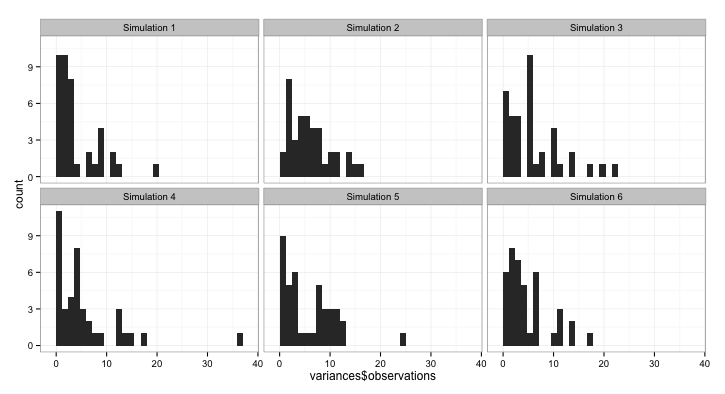 Simulation 1 Simulation 2 Simulation 3
9
6
3
0
count
Simulation 4 Simulation 5 Simulation 6
9
6
3
0
0 10 20 30 40 0 10 20 30 40 0 10 20 30 40
variances$observations